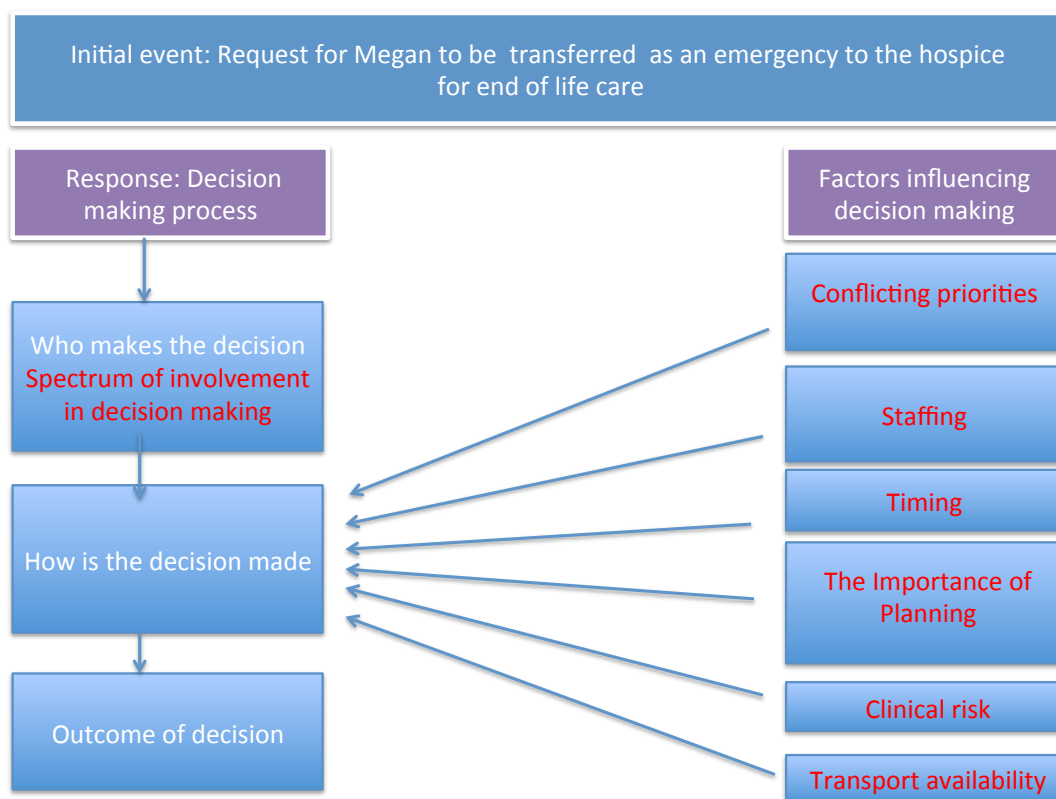 Initial event: Request for Megan to be  transferred  as an emergency to the hospice
for end of life care
Response: Decision
making process
Who makes the decision
Spectrum of involvement
in decision making
How is the decision made
Outcome of decision
Factors influencing
decision making
Conflicting priorities
Staffing
Timing
The Importance of
Planning
Clinical risk
Transport availability